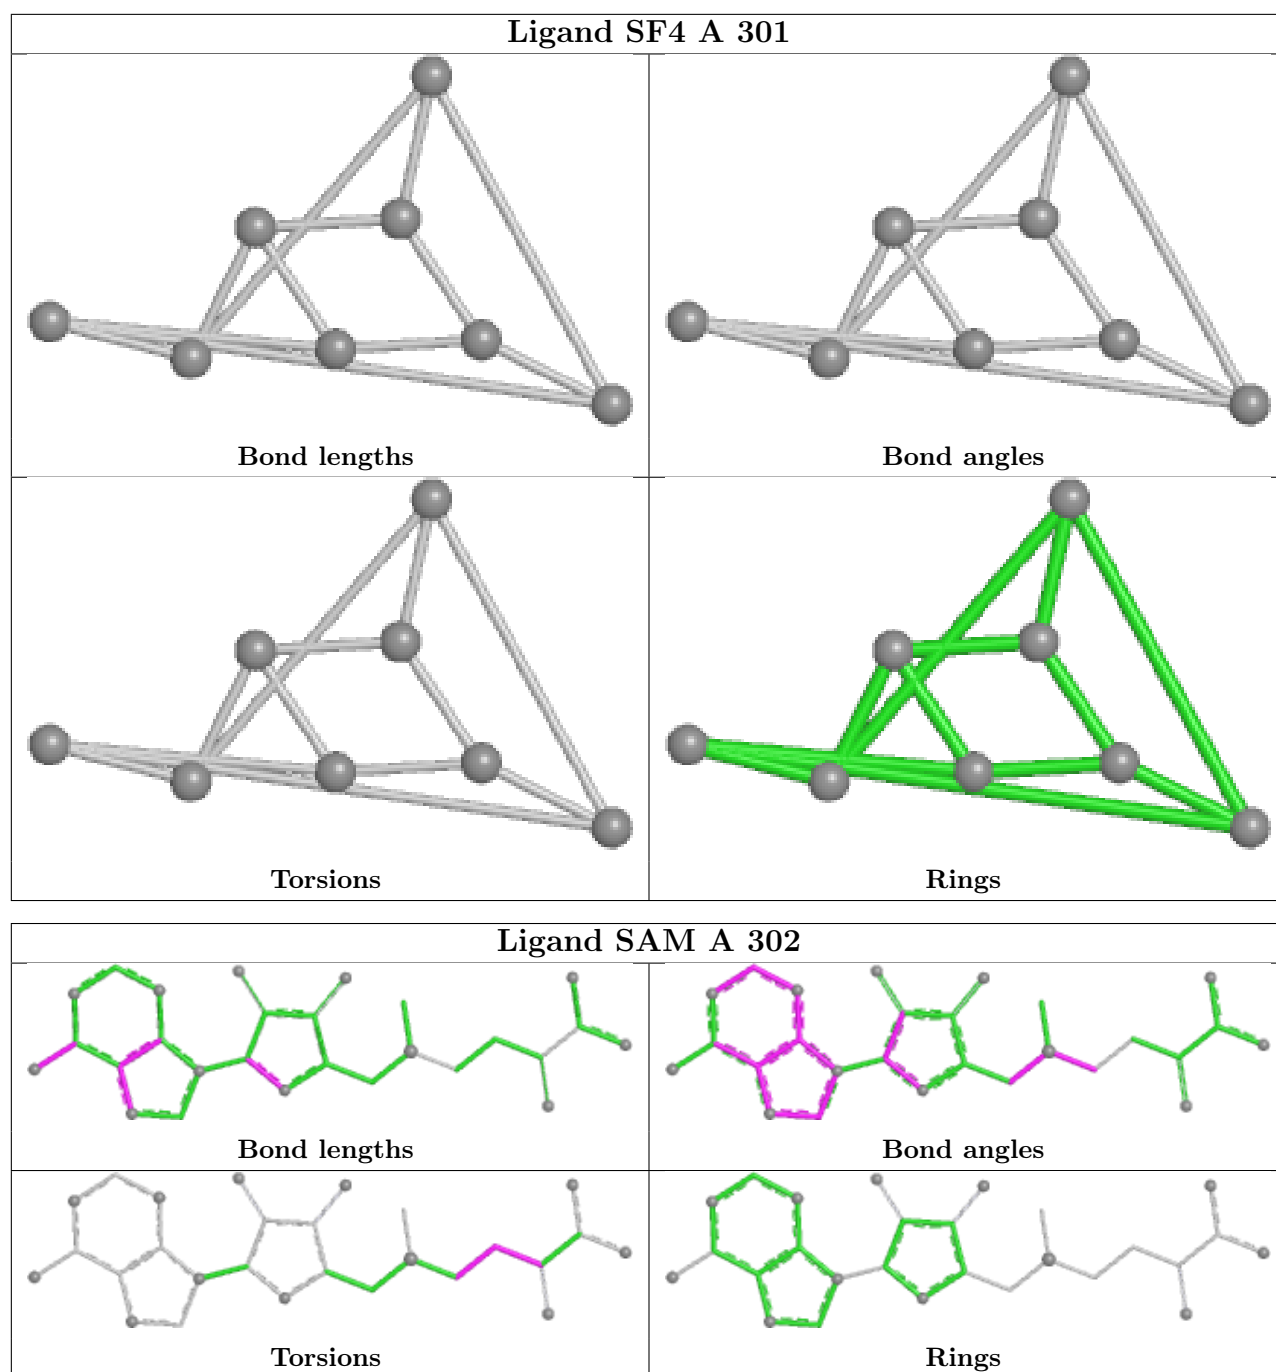 Ligand SF4 A 301
Bond lengths
Bond angles
Torsions
Rings
Ligand SAM A 302
Bond lengths
Bond angles
Torsions
Rings